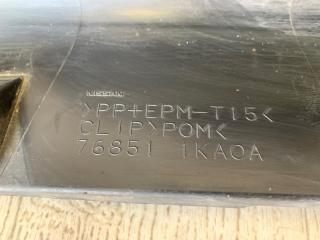 NISSAN
>PP+EPM-T15<
CLIP>POM<
76851 1KA0A